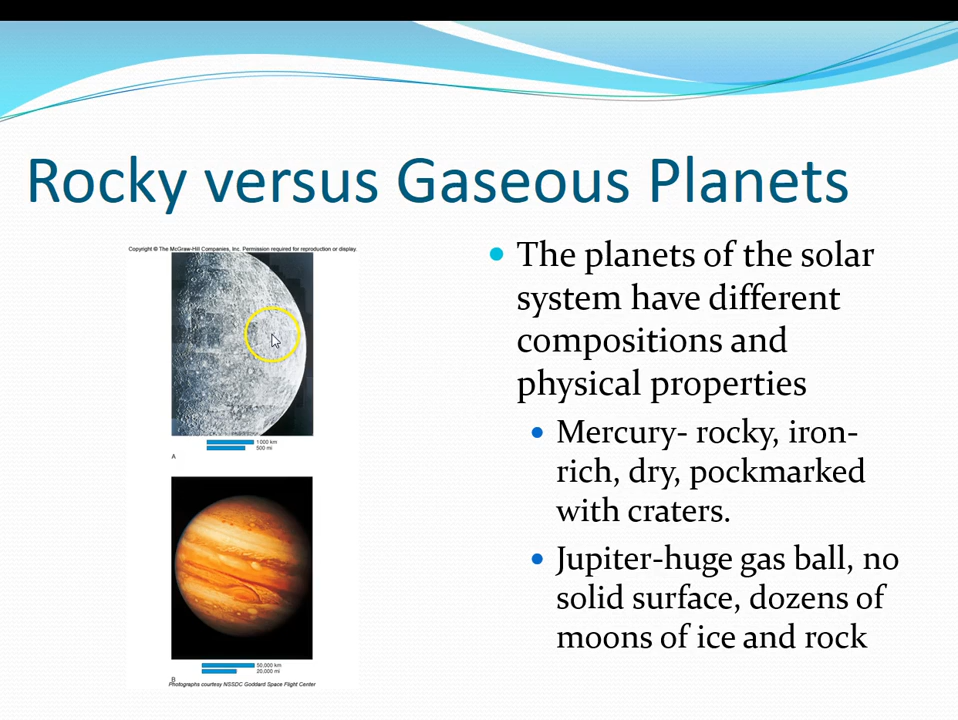 Rocky versus Gaseous Planets
Copyright © The McGraw-Hill Companies, Inc. Permission required for reproduction or display.
1000 km
500 mi
A
50,000 km
20,000 mi
B
Photographs courtesy NSSDC Goddard Space Flight Center
The planets of the solar
system have different
compositions and
physical properties
Mercury- rocky, iron-
rich, dry, pockmarked
with craters.
Jupiter-huge gas ball, no
solid surface, dozens of
moons of ice and rock